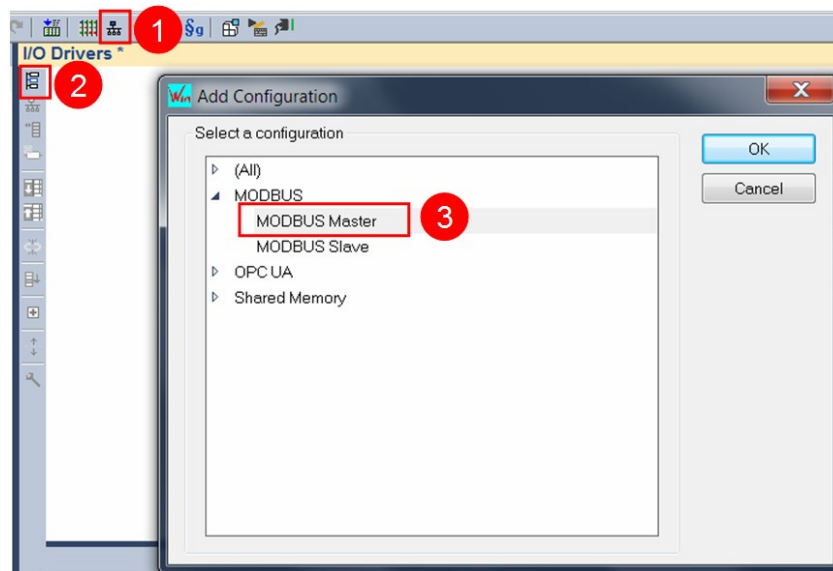 1
§g
I/O Drivers *
2
Win Add Configuration
X
Select a configuration
OK
(All)
Cancel
MODBUS
MODBUS Master
3
MODBUS Slave
OPC UA
Shared Memory